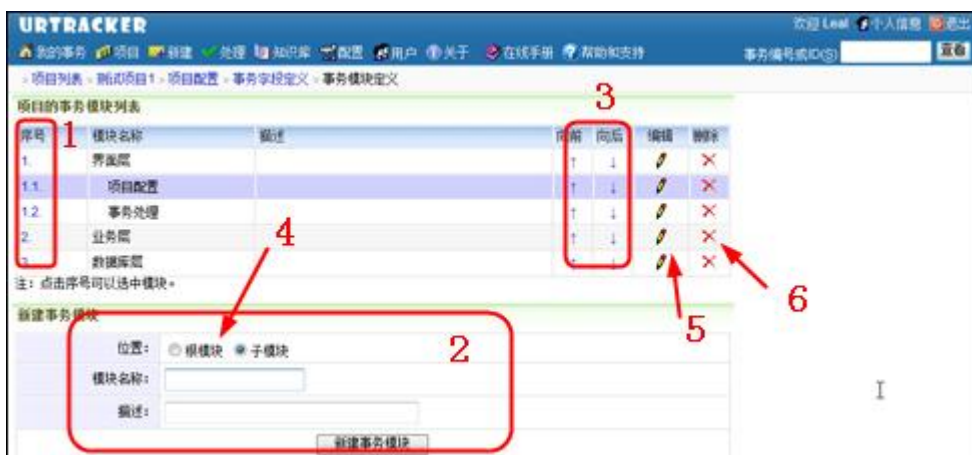 URTRACKER
欢迎 Leal 个人信息 退出
我的事务 项目 新建 处理 知识库 配置 用户 关于 在线手册 帮助和支持 事务编号或ID(S) 查看
项目列表 测试项目1 项目配置 事务字段定义 事务模块定义
项目的事务模块列表
3
序号 1 模块名称 描述 向前 向后 编辑 删除
1. 界面层 ↑ ↓
1.1. 项目配置 ↑ ↓
1.2. 事务处理 ↑ ↓
2. 业务层 ↑ ↓
3. 数据库层 ↑ ↓
4
注：点击序号可以选中模块。
6
新建事务模块
5
位置： 根模块 子模块 2
模块名称：
描述：
新建事务模块